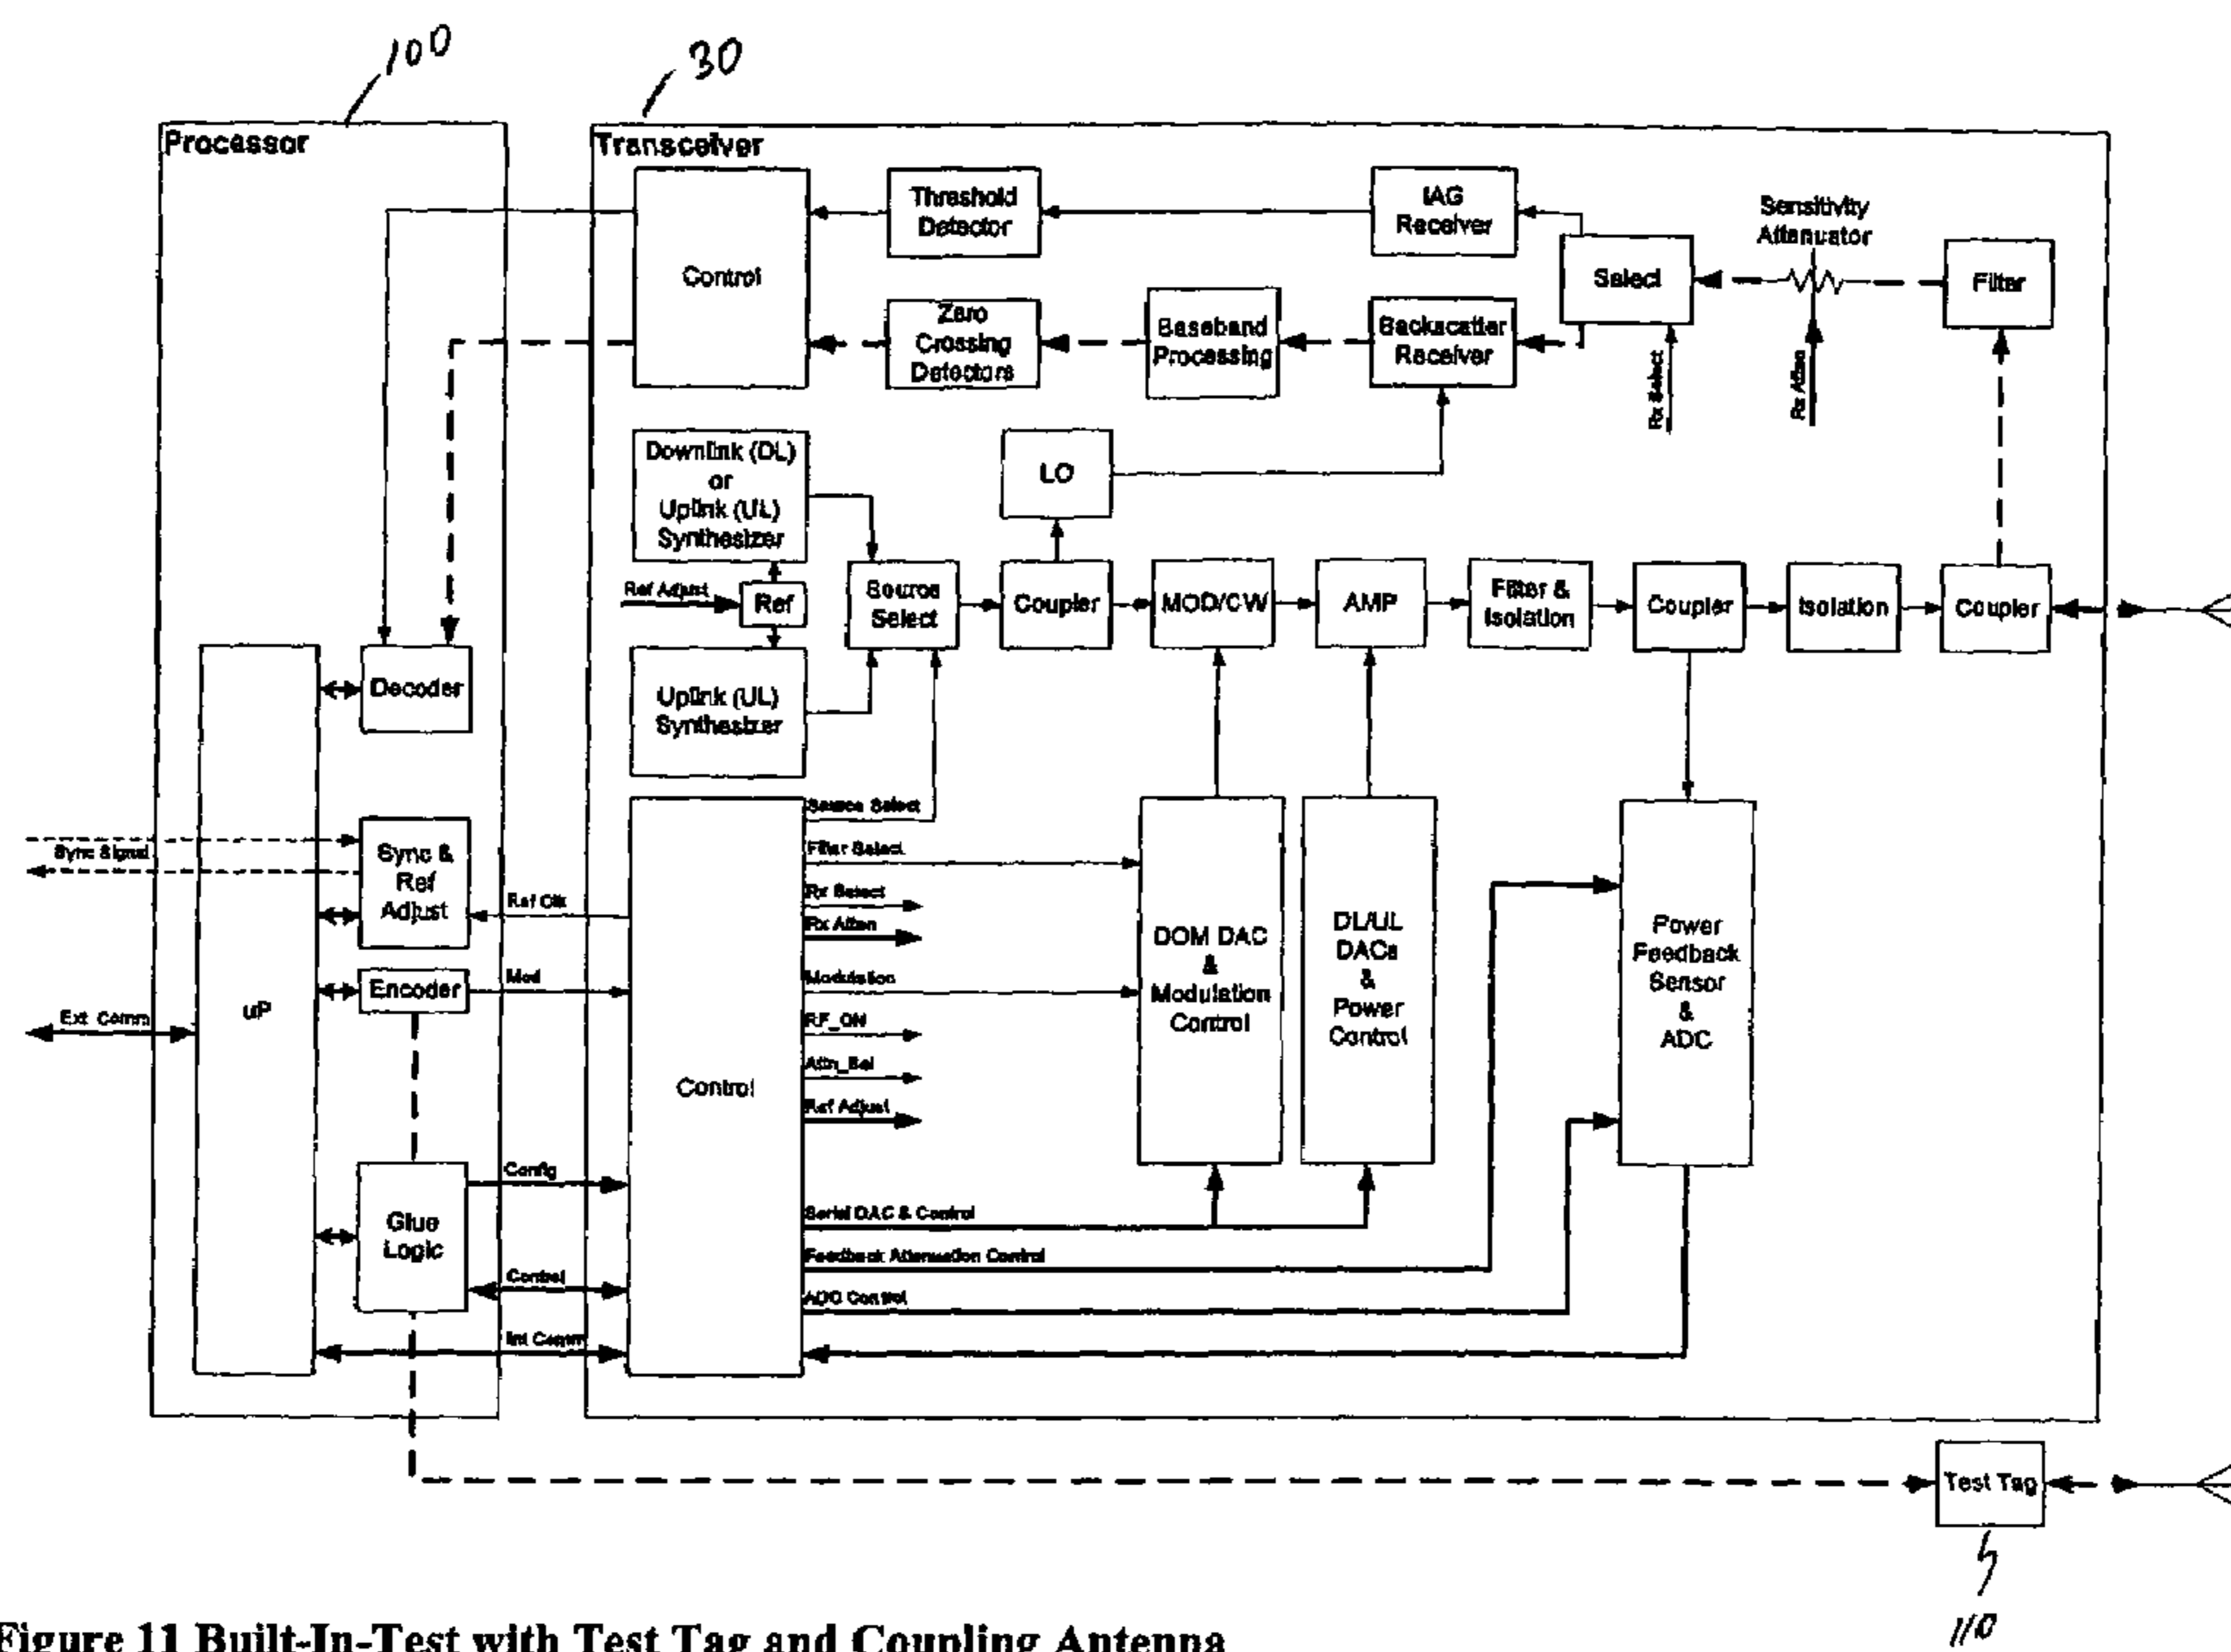 100
30
Processor
Transceiver
Control
Threshold
Detector
IAG
Receiver
Select
Sensitivity
Attenuator
Filter
Zero
Crossing
Detectors
Baseband
Processing
Backscatter
Receiver
Rx Select
Rx Atten
Downlink (DL)
or
Uplink (UL)
Synthesizer
LO
Ref Adjust
Ref
Source
Select
Coupler
MOD/CW
AMP
Filter &
Isolation
Coupler
Isolation
Coupler
Decoder
Uplink (UL)
Synthesizer
Source Select
Sync Signal
Sync &
Ref
Adjust
Ref Clk
Filter Select
Rx Select
Rx Atten
Encoder
Mod
Modulation
RF_ON
Attn_Sel
Ref Adjust
Ext Comm
uP
Control
DOM DAC
&
Modulation
Control
DL/UL
DACs
&
Power
Control
Power
Feedback
Sensor
&
ADC
Glue
Logic
Config
Control
Int Comm
Serial DAC & Control
Feedback Attenuation Control
ADC Control
Test Tag
110
Figure 11 Built-In-Test with Test Tag and Coupling Antenna